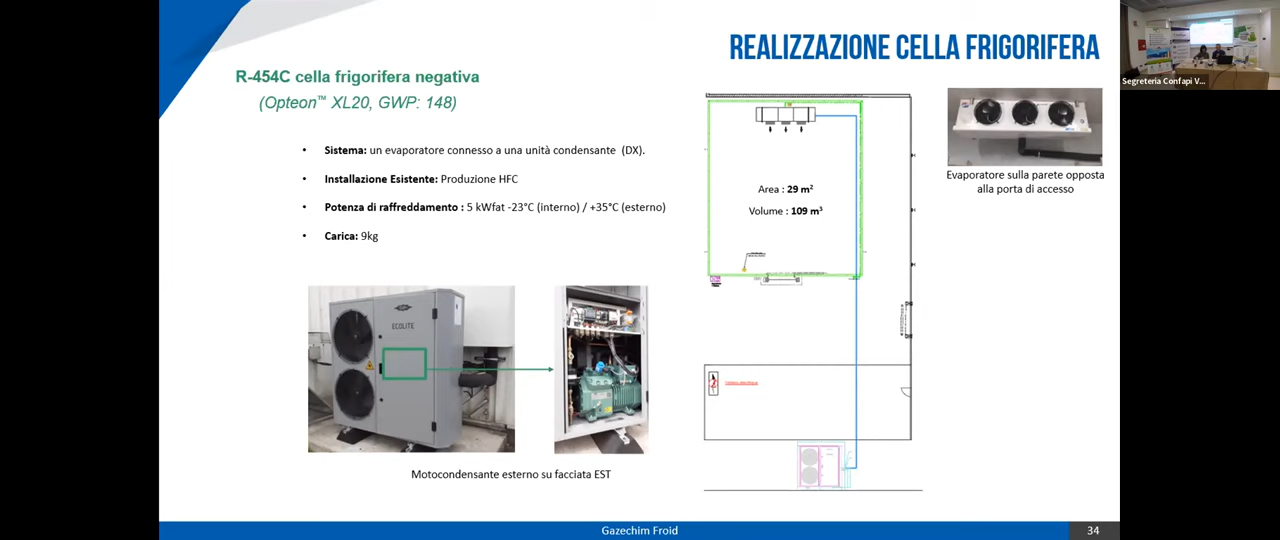 REALIZZAZIONE CELLA FRIGORIFERA
R-454C cella frigorifera negativa
(Opteon™ XL20, GWP: 148)
• Sistema: un evaporatore connesso a una unità condensante (DX).
• Installazione Esistente: Produzione HFC
• Potenza di raffreddamento : 5 kWfat -23°C (interno) / +35°C (esterno)
• Carica: 9kg
ECOLITE
Motocondensante esterno su facciata EST
Area : 29 m²
Volume : 109 m³
Evaporatore sulla parete opposta
alla porta di accesso
Segreteria Confapi V...
Gazechim Froid
34